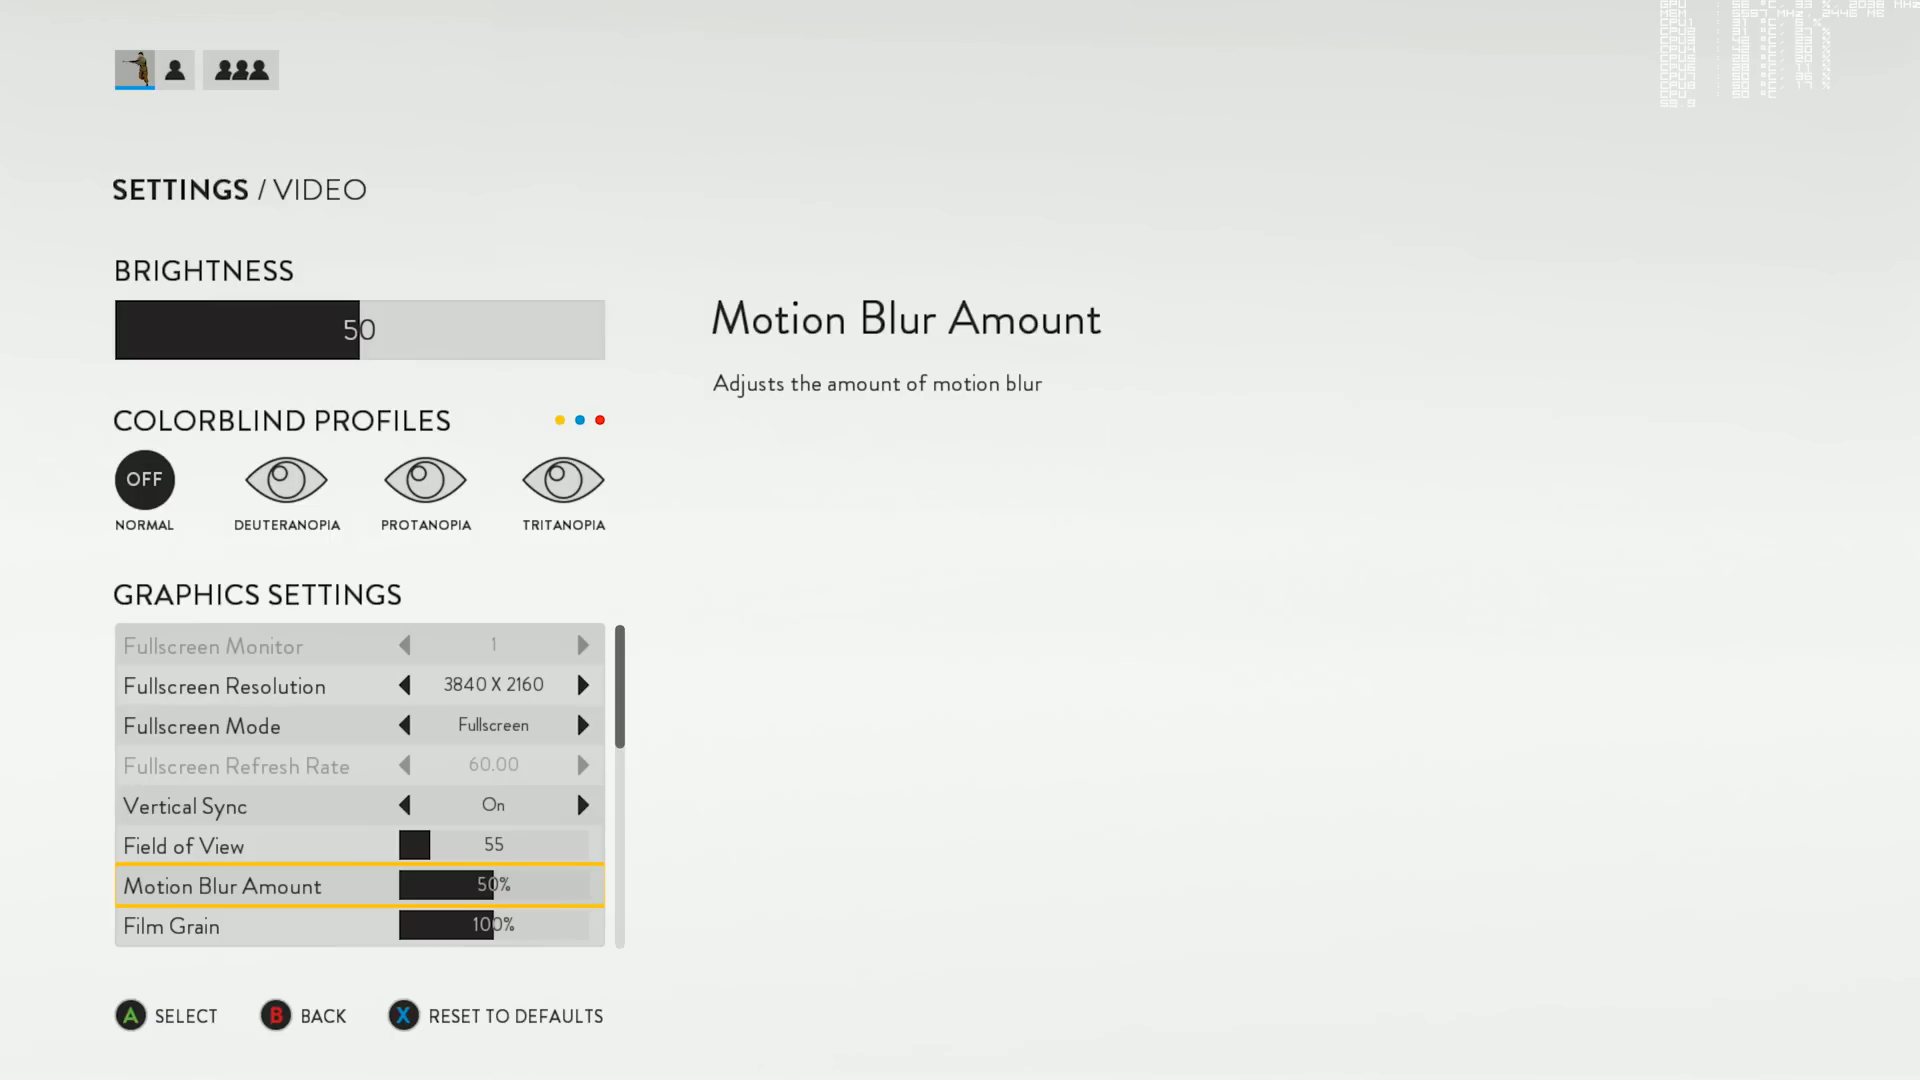 SETTINGS / VIDEO
BRIGHTNESS
50
COLORBLIND PROFILES
OFF
NORMAL
DEUTERANOPIA
PROTANOPIA
TRITANOPIA
GRAPHICS SETTINGS
Fullscreen Monitor 1
Fullscreen Resolution 3840 X 2160
Fullscreen Mode Fullscreen
Fullscreen Refresh Rate 60.00
Vertical Sync On
Field of View 55
Motion Blur Amount 50%
Film Grain 100%
A SELECT B BACK X RESET TO DEFAULTS
Motion Blur Amount
Adjusts the amount of motion blur